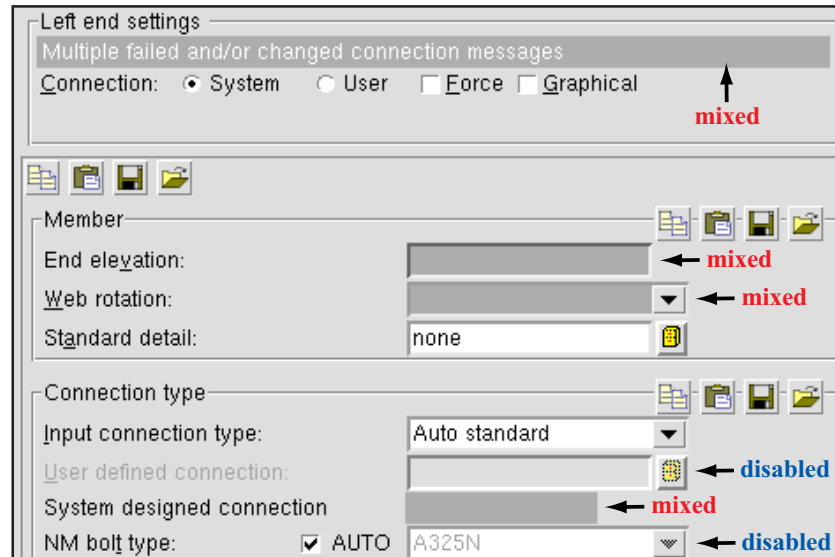 Left end settings
Multiple failed and/or changed connection messages
Connection: System User Force Graphical
mixed
Member
End elevation: mixed
Web rotation: mixed
Standard detail: none
Connection type
Input connection type: Auto standard
User defined connection: disabled
System designed connection mixed
NM bolt type: AUTO A325N disabled